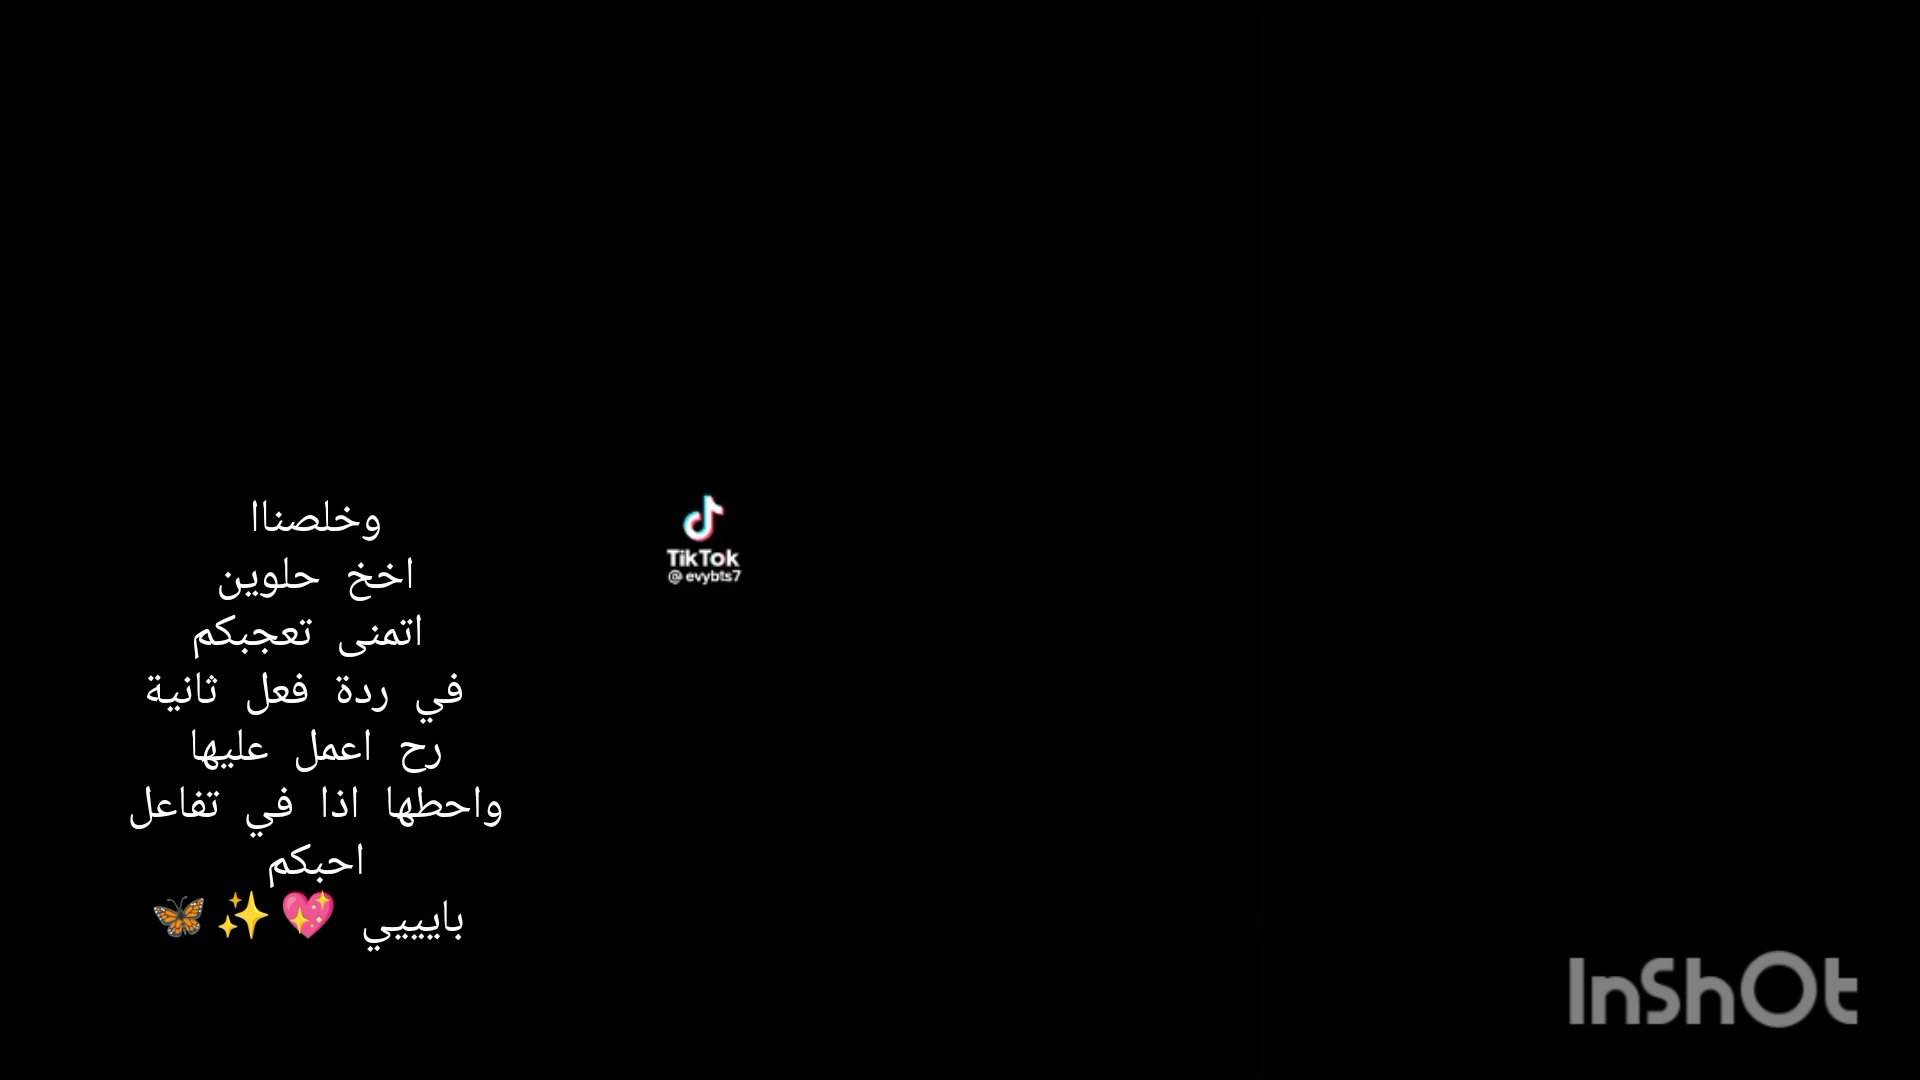 وخلصناا
اخخ حلوين
اتمنى تعجبكم
في ردة فعل ثانية
رح اعمل عليها
واحطها اذا في تفاعل
احبكم
باييييي 💖✨🦋
TikTok
@evybts7
InShOt